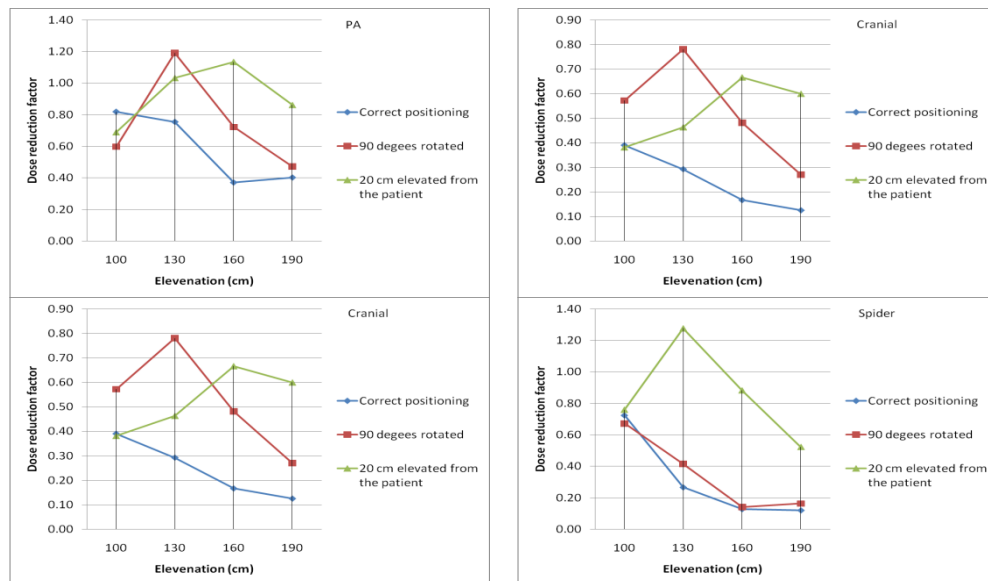 PA
Dose reduction factor
1.40
1.20
1.00
0.80
0.60
0.40
0.20
0.00
100 130 160 190
Elevenation (cm)
Correct positioning
90 degees rotated
20 cm elevated from
the patient
Cranial
Dose reduction factor
0.90
0.80
0.70
0.60
0.50
0.40
0.30
0.20
0.10
0.00
100 130 160 190
Elevenation (cm)
Correct positioning
90 degees rotated
20 cm elevated from
the patient
Cranial
Dose reduction factor
0.90
0.80
0.70
0.60
0.50
0.40
0.30
0.20
0.10
0.00
100 130 160 190
Elevenation (cm)
Correct positioning
90 degees rotated
20 cm elevated from
the patient
Spider
Dose reduction factor
1.40
1.20
1.00
0.80
0.60
0.40
0.20
0.00
100 130 160 190
Elevenation (cm)
Correct positioning
90 degees rotated
20 cm elevated from
the patient